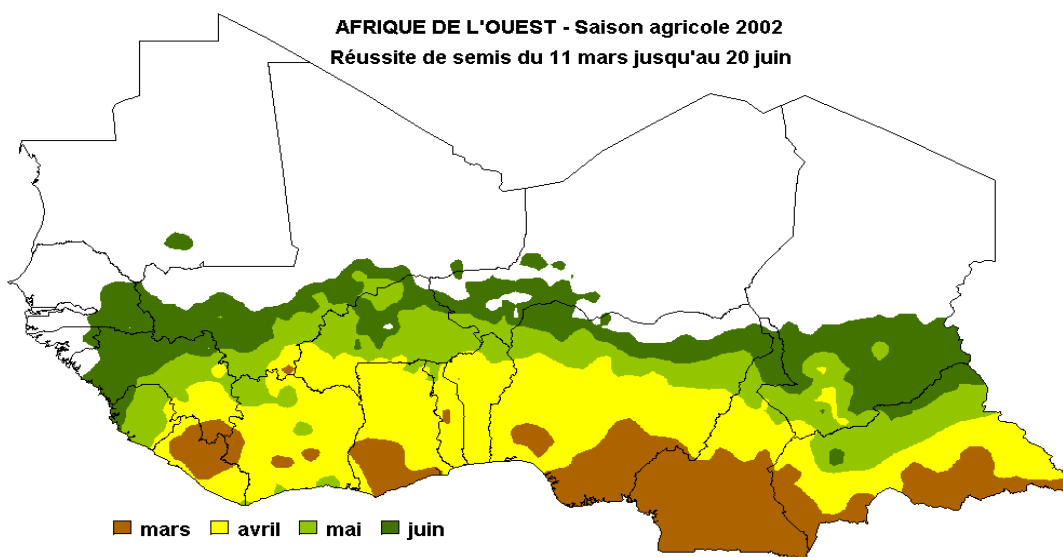 AFRIQUE DE L'OUEST - Saison agricole 2002
Réussite de semis du 11 mars jusqu'au 20 juin
mars avril mai juin